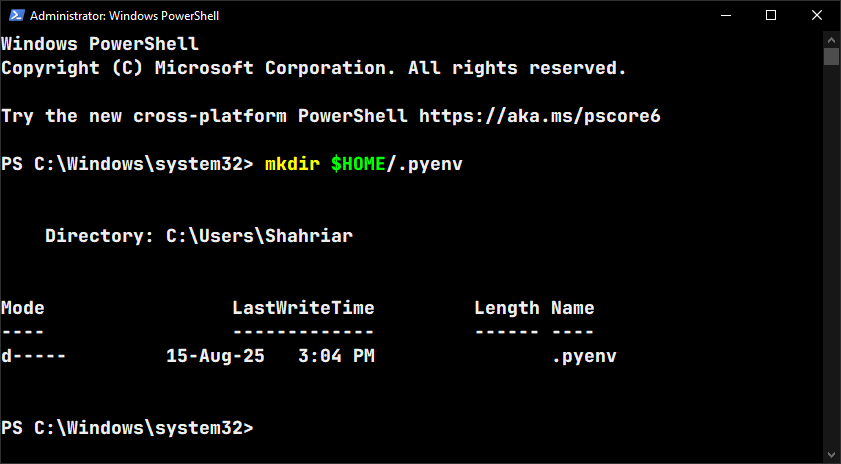 Administrator: Windows PowerShell
Windows PowerShell
Copyright (C) Microsoft Corporation. All rights reserved.
Try the new cross-platform PowerShell https://aka.ms/pscore6
PS C:\Windows\system32> mkdir $HOME/.pyenv
    Directory: C:\Users\Shahriar
Mode                 LastWriteTime         Length Name
----                 -------------         ------ ----
d-----         15-Aug-25   3:04 PM                .pyenv
PS C:\Windows\system32>